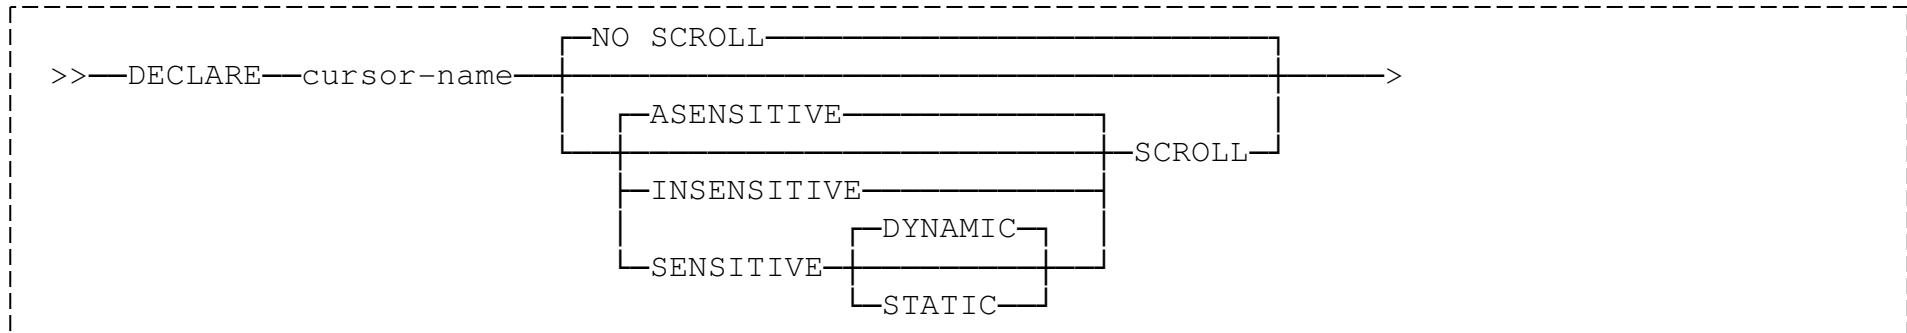 NO SCROLL
>>──DECLARE──cursor-name >
ASENSITIVE
SCROLL
INSENSITIVE
DYNAMIC
SENSITIVE
STATIC